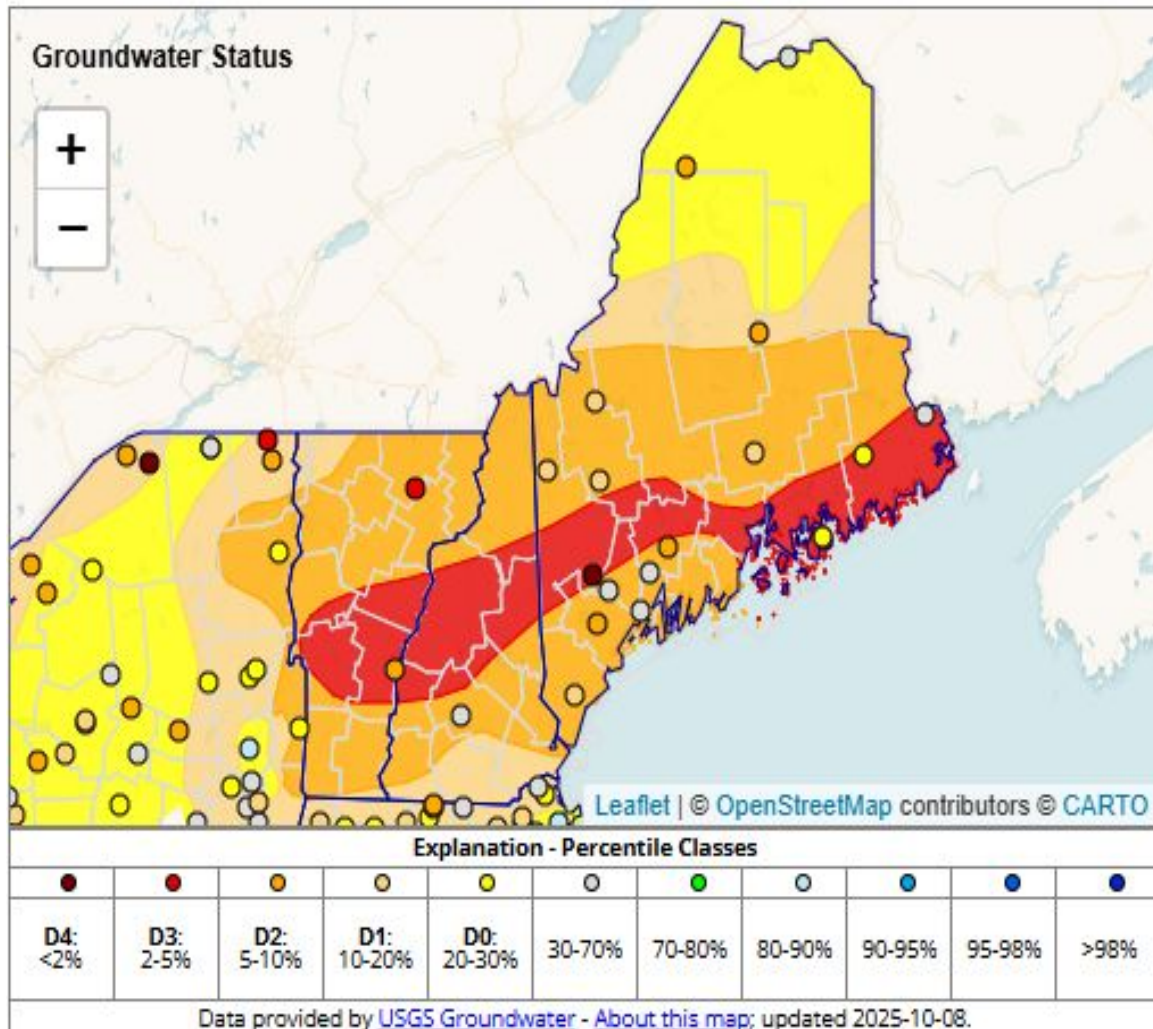 Groundwater Status
+
−
Leaflet | © OpenStreetMap contributors © CARTO
Explanation - Percentile Classes
D4: D3: D2: D1: D0: 30-70% 70-80% 80-90% 90-95% 95-98% >98%
<2% 2-5% 5-10% 10-20% 20-30%
Data provided by USGS Groundwater - About this map; updated 2025-10-08.